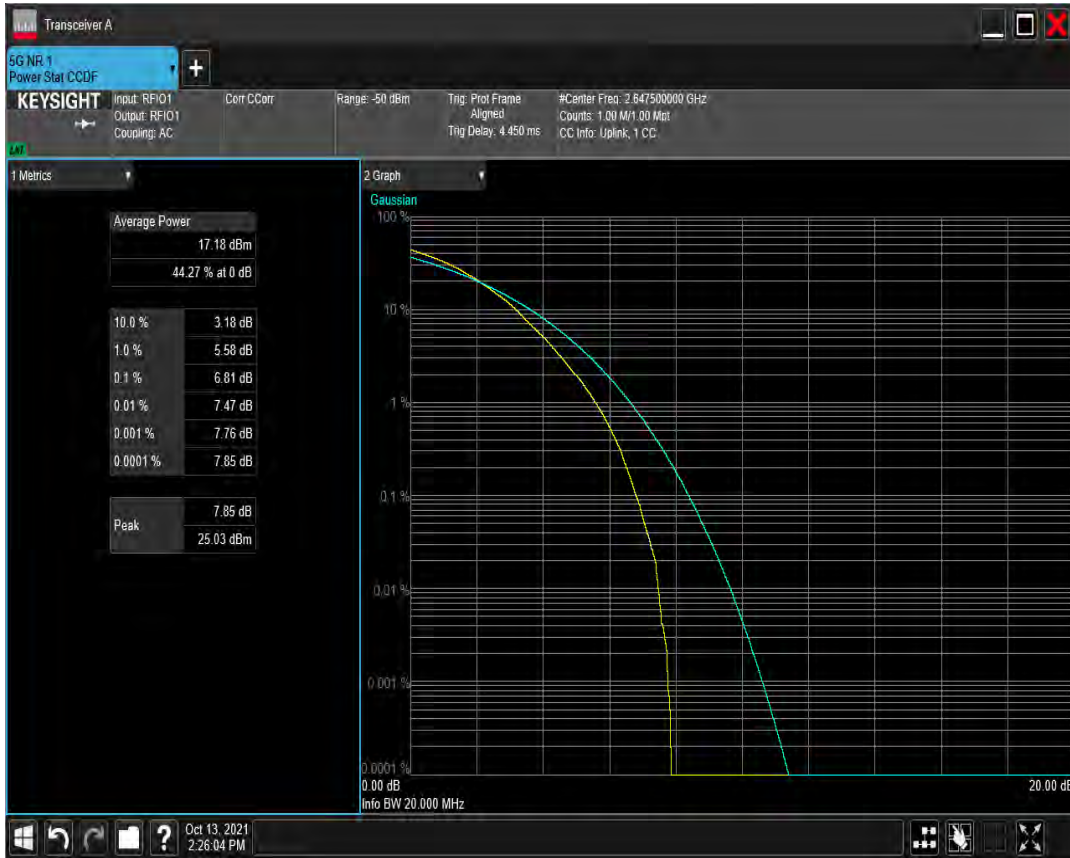 Transceiver A
5G NR 1
Power Stat CCDF
+
KEYSIGHT
Input: RFIO1
Output: RFIO1
Coupling: AC
Corr CCorr
Range: -50 dBm
Trig: Prot Frame
Aligned
Trig Delay: 4.450 ms
#Center Freq: 2.647500000 GHz
Counts: 1.00 M/1.00 Mpt
CC Info: Uplink, 1 CC
LXI
1 Metrics
Average Power
17.18 dBm
44.27 % at 0 dB
10.0 % 3.18 dB
1.0 % 5.58 dB
0.1 % 6.81 dB
0.01 % 7.47 dB
0.001 % 7.76 dB
0.0001 % 7.85 dB
Peak
7.85 dB
25.03 dBm
2 Graph
Gaussian
100 %
10 %
1 %
0.1 %
0.01 %
0.001 %
0.0001 %
0.00 dB 20.00 dB
Info BW 20.000 MHz
?
Oct 13, 2021
2:26:04 PM